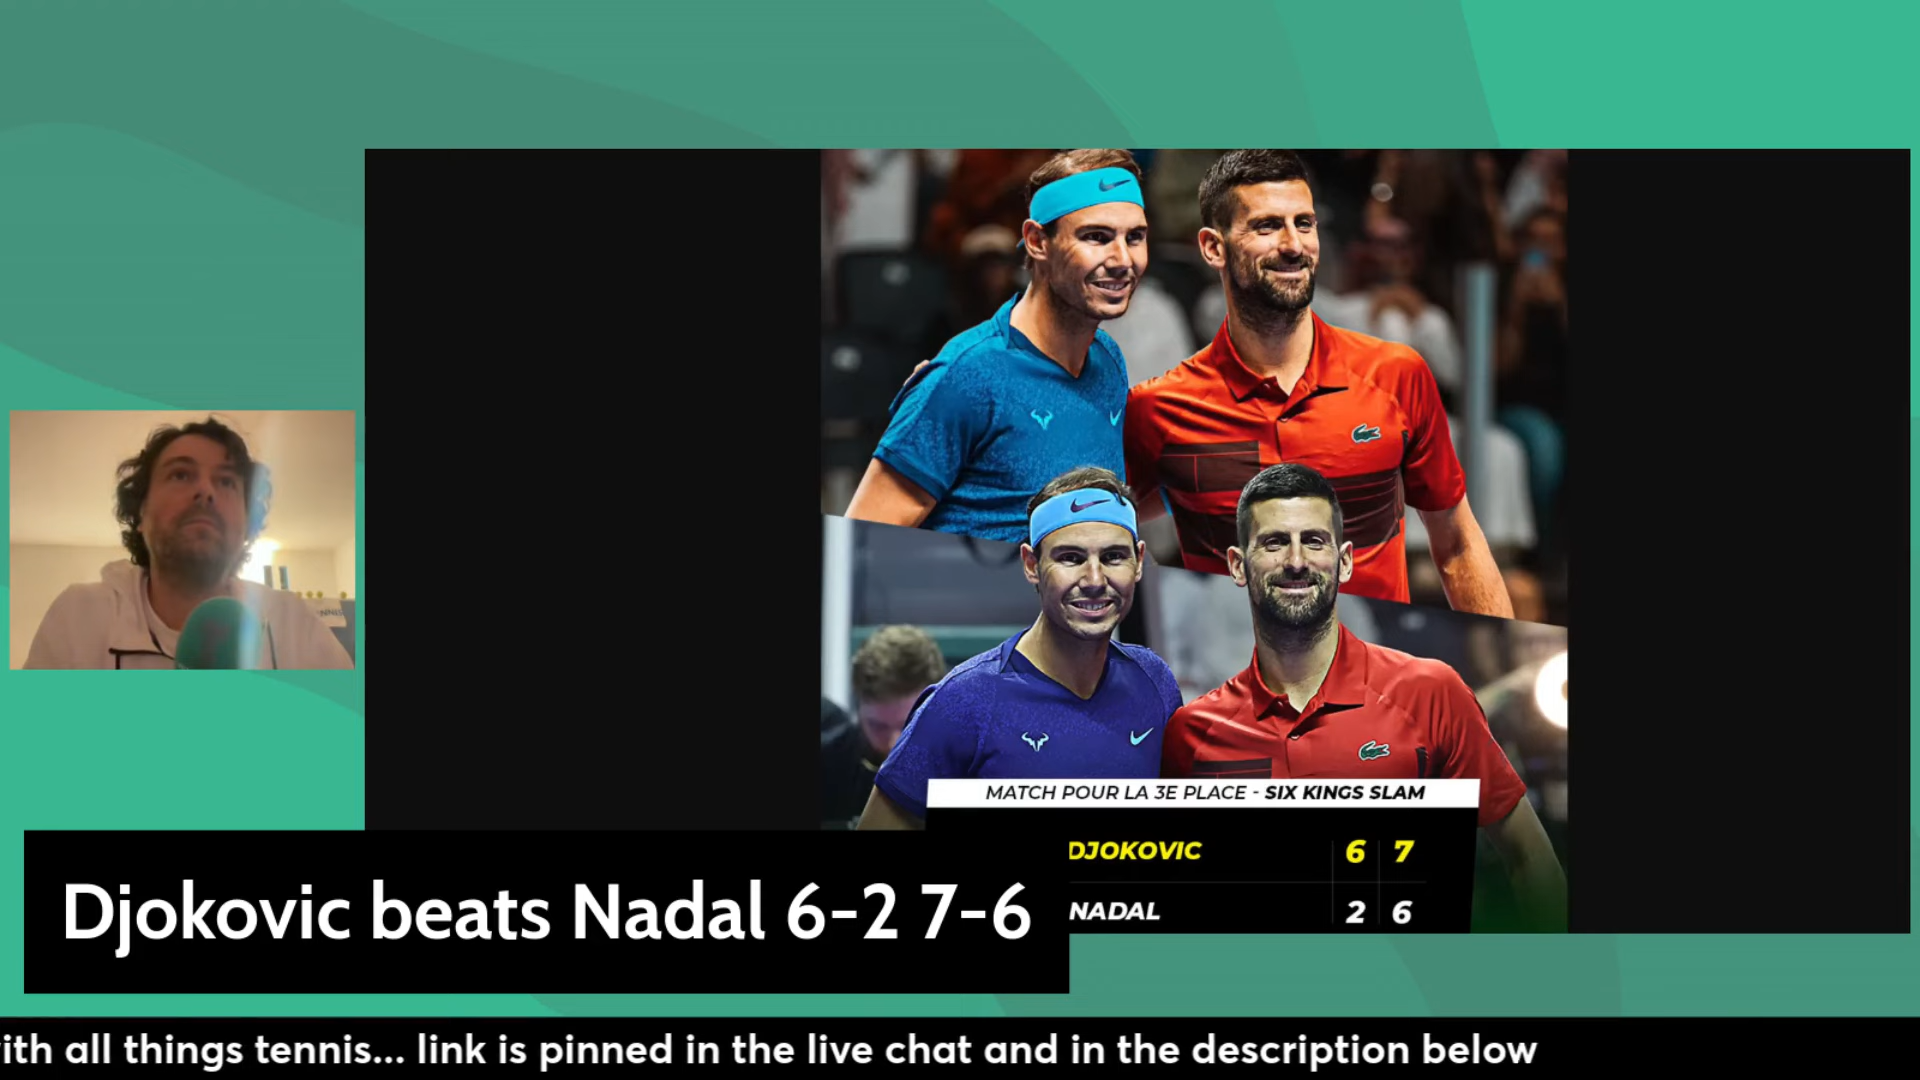 MATCH POUR LA 3E PLACE - SIX KINGS SLAM
DJOKOVIC 6 7
NADAL 2 6
Djokovic beats Nadal 6-2 7-6
with all things tennis... link is pinned in the live chat and in the description below